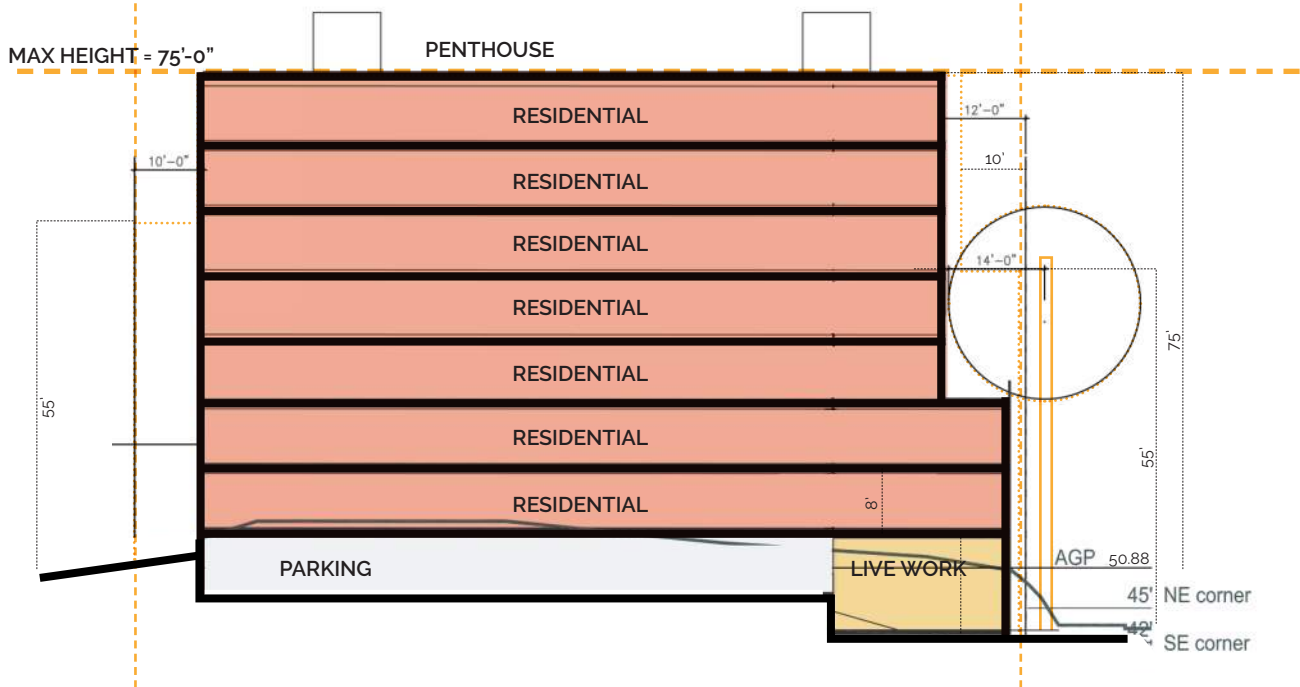 PENTHOUSE
MAX HEIGHT = 75'-0”
RESIDENTIAL
12'-0"
10'-0"
10'
RESIDENTIAL
RESIDENTIAL
14'-0"
RESIDENTIAL
75'
RESIDENTIAL
55'
RESIDENTIAL
55'
RESIDENTIAL
8'
PARKING
LIVE WORK
AGP 50.88
45' NE corner
42'
SE corner